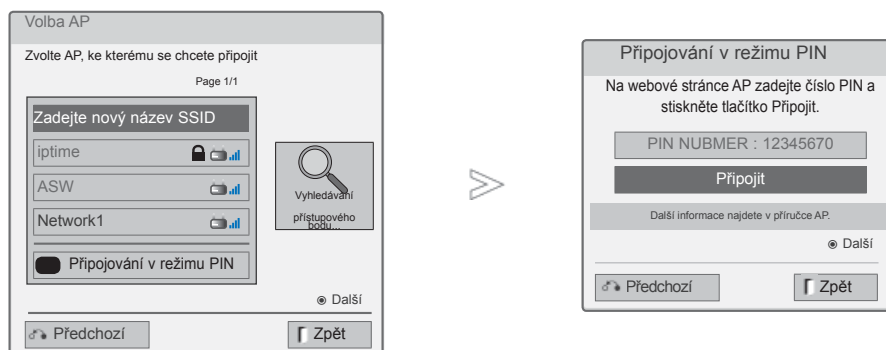 Volba AP
Zvolte AP, ke kterému se chcete připojit
Page 1/1
Zadejte nový název SSID
iptime
ASW
Network1
Připojování v režimu PIN
Vyhledávání
přístupového
bodu...
Další
Předchozí
Zpět
Připojování v režimu PIN
Na webové stránce AP zadejte číslo PIN a
stiskněte tlačítko Připojit.
PIN NUBMER : 12345670
Připojit
Další informace najdete v příručce AP.
Další
Předchozí
Zpět